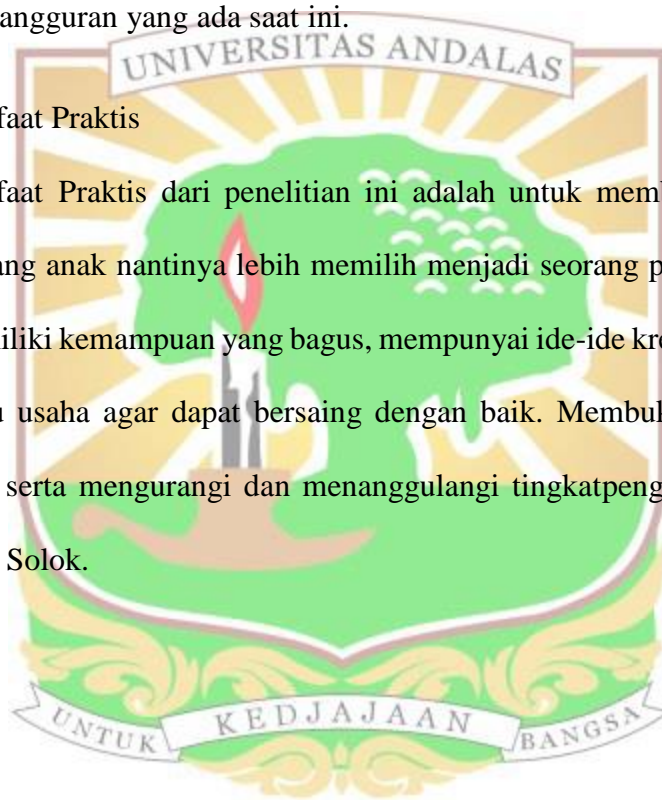 angguran yang ada saat ini.
UNIVERSITAS ANDALAS
faat Praktis
faat Praktis dari penelitian ini adalah untuk memb
ang anak nantinya lebih memilih menjadi seorang p
iliki kemampuan yang bagus, mempunyai ide-ide kre
u usaha agar dapat bersaing dengan baik. Membuk
serta mengurangi dan menanggulangi tingkatpeng
Solok.
UNTUK KEDJAJAAN BANGSA